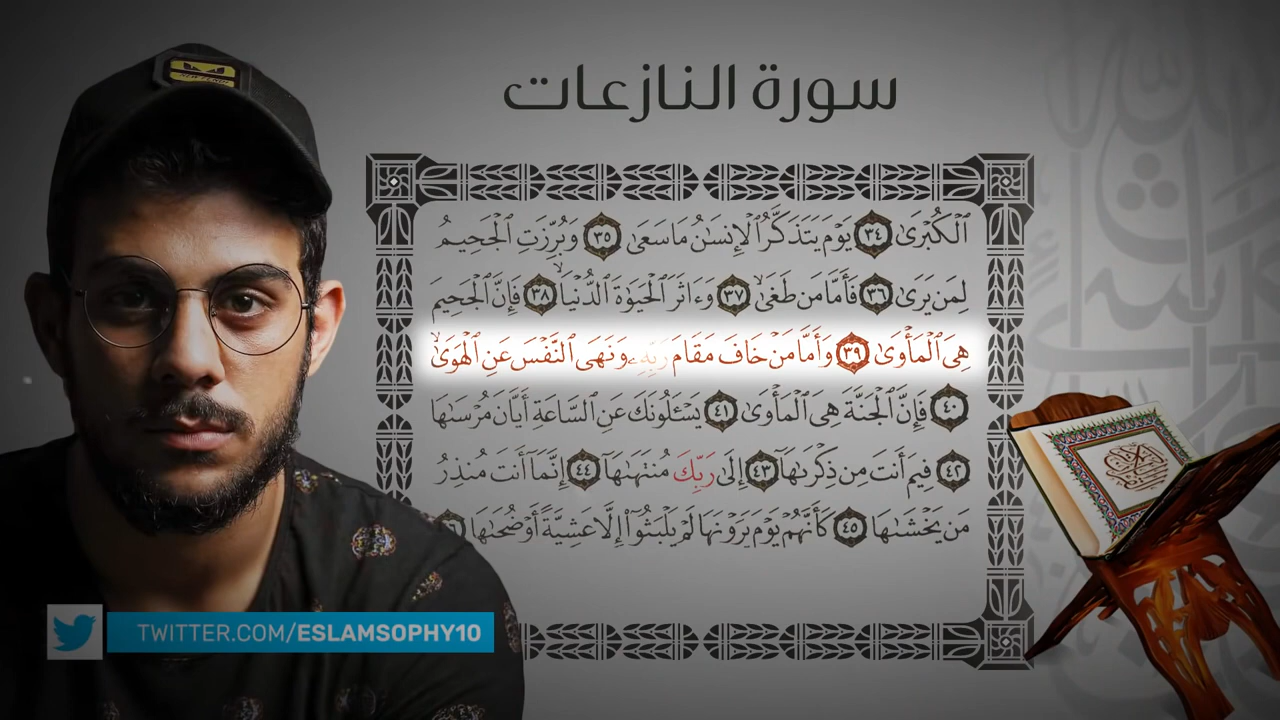 سورة النازعات
ٱلْكُبْرَىٰ ٣٤ يَوْمَ يَتَذَكَّرُ ٱلْإِنسَـٰنُ مَا سَعَىٰ ٣٥ وَبُرِّزَتِ ٱلْجَحِيمُ
لِمَن يَرَىٰ ٣٦ فَأَمَّا مَن طَغَىٰ ٣٧ وَءَاثَرَ ٱلْحَيَوٰةَ ٱلدُّنْيَا ٣٨ فَإِنَّ ٱلْجَحِيمَ
هِىَ ٱلْمَأْوَىٰ ٣٩ وَأَمَّا مَنْ خَافَ مَقَامَ رَبِّهِۦ وَنَهَى ٱلنَّفْسَ عَنِ ٱلْهَوَىٰ
٤٠ فَإِنَّ ٱلْجَنَّةَ هِىَ ٱلْمَأْوَىٰ ٤١ يَسْـَٔلُونَكَ عَنِ ٱلسَّاعَةِ أَيَّانَ مُرْسَىٰهَا
٤٢ فِيمَ أَنتَ مِن ذِكْرَىٰهَآ ٤٣ إِلَىٰ رَبِّكَ مُنتَهَىٰهَآ ٤٤ إِنَّمَآ أَنتَ مُنذِرُ
مَن يَخْشَىٰهَا ٤٥ كَأَنَّهُمْ يَوْمَ يَرَوْنَهَا لَمْ يَلْبَثُوٓا۟ إِلَّا عَشِيَّةً أَوْ ضُحَىٰهَا
TWITTER.COM/ESLAMSOPHY10